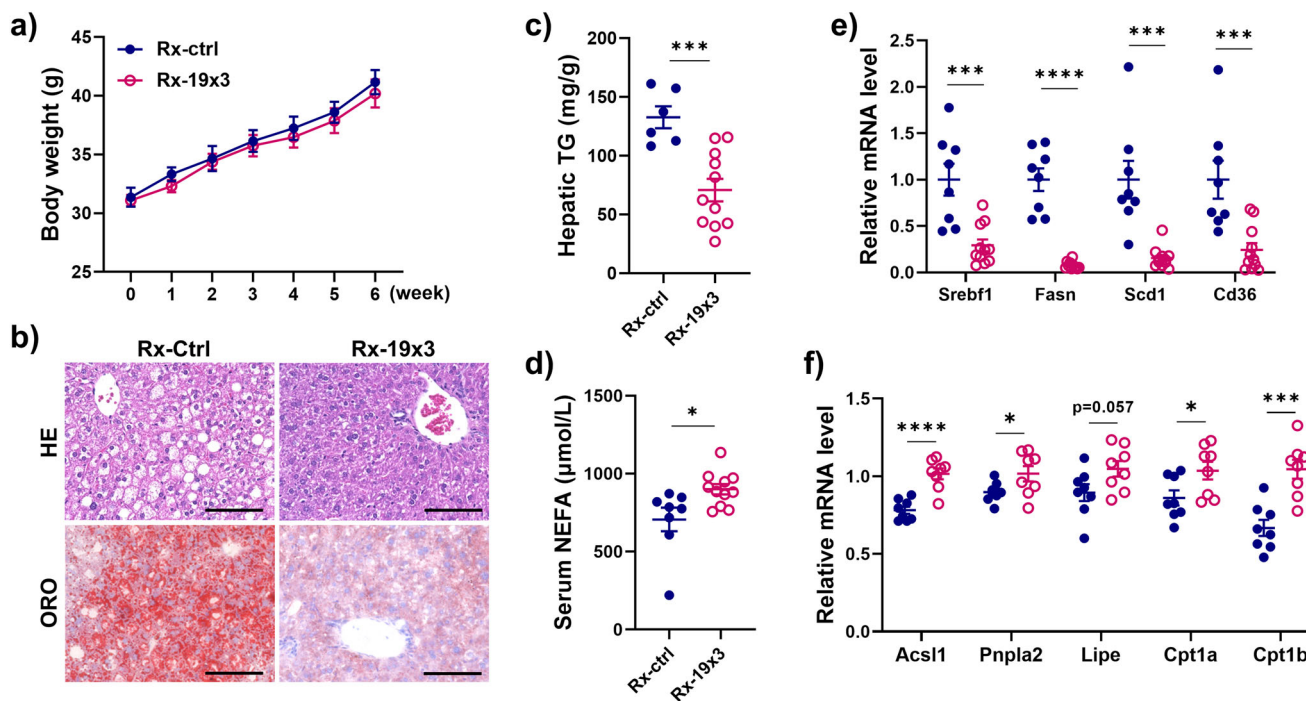 a)
Rx-ctrl
Rx-19x3
Body weight (g)
45
40
35
30
25
0 1 2 3 4 5 6 (week)
b)
Rx-Ctrl Rx-19x3
HE
ORO
c)
Hepatic TG (mg/g)
200
150
100
50
0
***
Rx-ctrl
Rx-19x3
d)
Serum NEFA (μmol/L)
1500
1000
500
0
*
Rx-ctrl
Rx-19x3
e)
Relative mRNA level
2.5
2.0
1.5
1.0
0.5
0.0
*** **** *** ***
Srebf1 Fasn Scd1 Cd36
f)
Relative mRNA level
1.5
1.0
0.5
0.0
**** * p=0.057 * ***
Acsl1 Pnpla2 Lipe Cpt1a Cpt1b